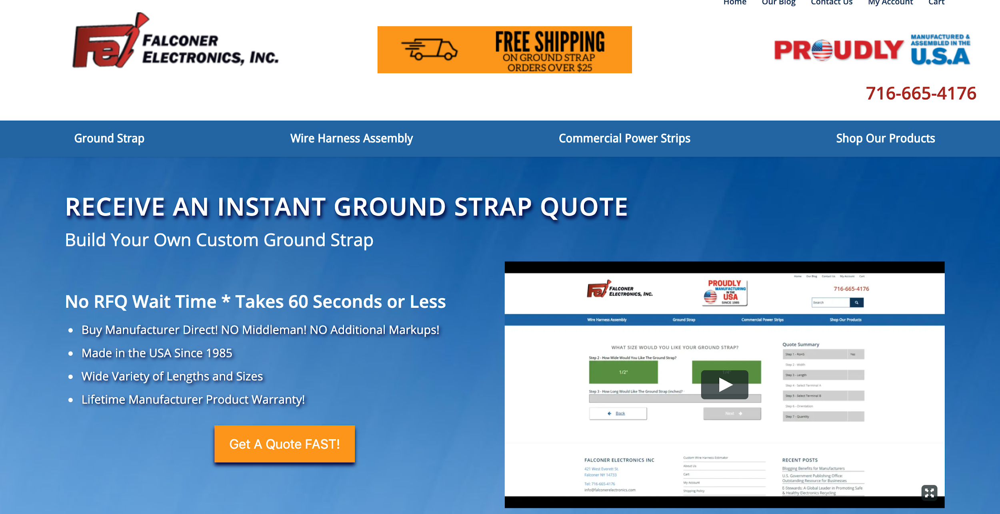 Home Our Blog Contact Us My Account Cart
Fei FALCONER
ELECTRONICS, INC.
FREE SHIPPING
ON GROUND STRAP
ORDERS OVER $25
PROUDLY MANUFACTURED &
ASSEMBLED IN THE
U.S.A
716-665-4176
Ground Strap Wire Harness Assembly Commercial Power Strips Shop Our Products
RECEIVE AN INSTANT GROUND STRAP QUOTE
Build Your Own Custom Ground Strap
No RFQ Wait Time * Takes 60 Seconds or Less
• Buy Manufacturer Direct! NO Middleman! NO Additional Markups!
• Made in the USA Since 1985
• Wide Variety of Lengths and Sizes
• Lifetime Manufacturer Product Warranty!
Get A Quote FAST!
Home Our Blog Contact Us My Account Cart
Fei FALCONER
ELECTRONICS, INC.
PROUDLY
MANUFACTURING
IN THE
USA
SINCE 1985
716-665-4176
Search
Wire Harness Assembly Ground Strap Commercial Power Strips Shop Our Products
WHAT SIZE WOULD YOU LIKE YOUR GROUND STRAP?
Step 2 - How Wide Would You Like The Ground Strap?
1/2" 1/4"
Step 3 - How Long Would Like The Ground Strap (inches)?
Back Next
Quote Summary
Step 1 - RoHS Yes
Step 2 - Width
Step 3 - Length
Step 4 - Select Terminal A
Step 5 - Select Terminal B
Step 6 - Orientation
Step 7 - Quantity
FALCONER ELECTRONICS INC
421 West Everett St.
Falconer NY 14733
Tel: 716-665-4176
info@falconerelectronics.com
Custom Wire Harness Estimator
About Us
Cart
My Account
Shipping Policy
RECENT POSTS
Blogging Benefits for Manufacturers
U.S. Government Publishing Office:
Outstanding Resource for Businesses
E-Stewards: A Global Leader in Promoting Safe
& Healthy Electronics Recycling